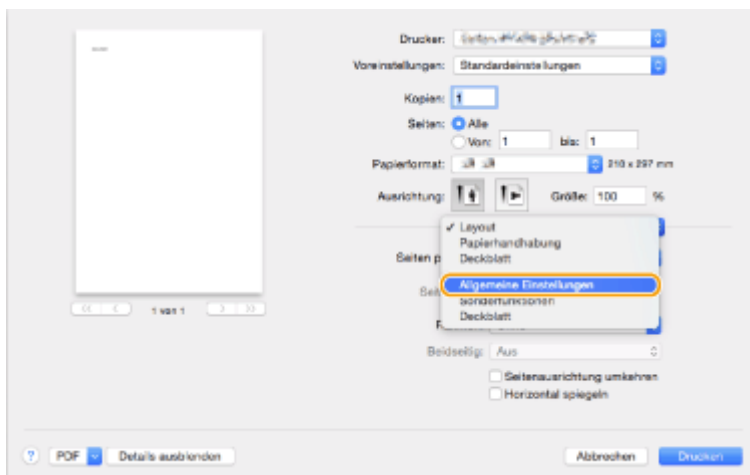 Drucker:
Voreinstellungen: Standardeinstellungen
Kopien: 1
Seiten: Alle
Von: 1 bis: 1
Papierformat: 210 x 297 mm
Ausrichtung: Größe: 100 %
✓ Layout
Papierhandhabung
Deckblatt
Seiten p
Allgemeine Einstellungen
Seit
Sonderfunktionen
1 von 1
Deckblatt
Beidseitig: Aus
Seitenausrichtung umkehren
Horizontal spiegeln
? PDF Details ausblenden Abbrechen Drucken